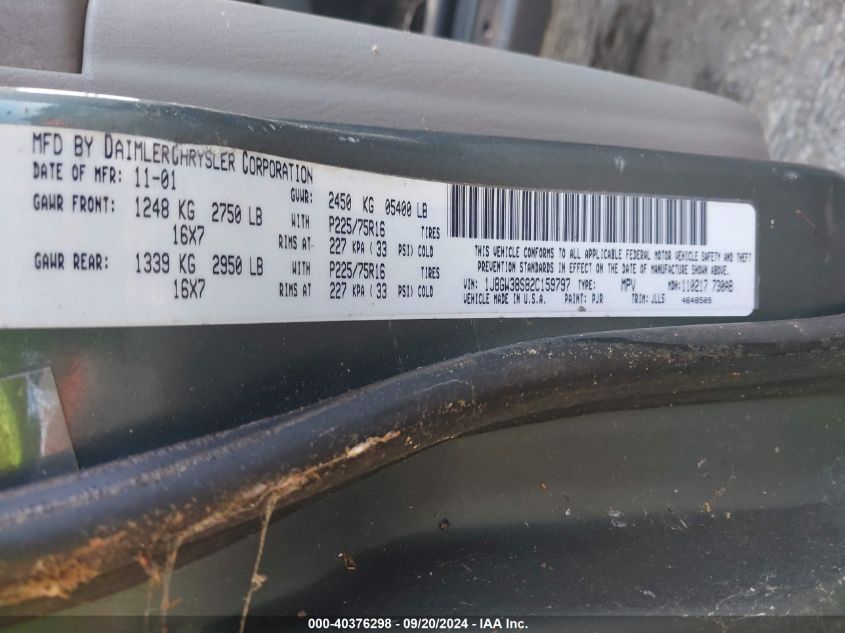 MFD BY DAIMLERCHRYSLER CORPORATION
DATE OF MFR: 11-01 GVWR: 2450 KG 05400 LB
GAWR FRONT: 1248 KG 2750 LB WITH P225/75R16 TIRES
16X7 RIMS AT 227 KPA ( 33 PSI) COLD
GAWR REAR: 1339 KG 2950 LB WITH P225/75R16 TIRES
16X7 RIMS AT 227 KPA ( 33 PSI) COLD
THIS VEHICLE CONFORMS TO ALL APPLICABLE FEDERAL MOTOR VEHICLE SAFETY AND THEFT
PREVENTION STANDARDS IN EFFECT ON THE DATE OF MANUFACTURE SHOWN ABOVE.
VIN: 1J8GW38S82C159797 TYPE: MPV MDH: 110217 730AB
VEHICLE MADE IN U.S.A. PAINT: PJR TRIM: JLL5 4648509
000-40376298 - 09/20/2024 - IAA Inc.